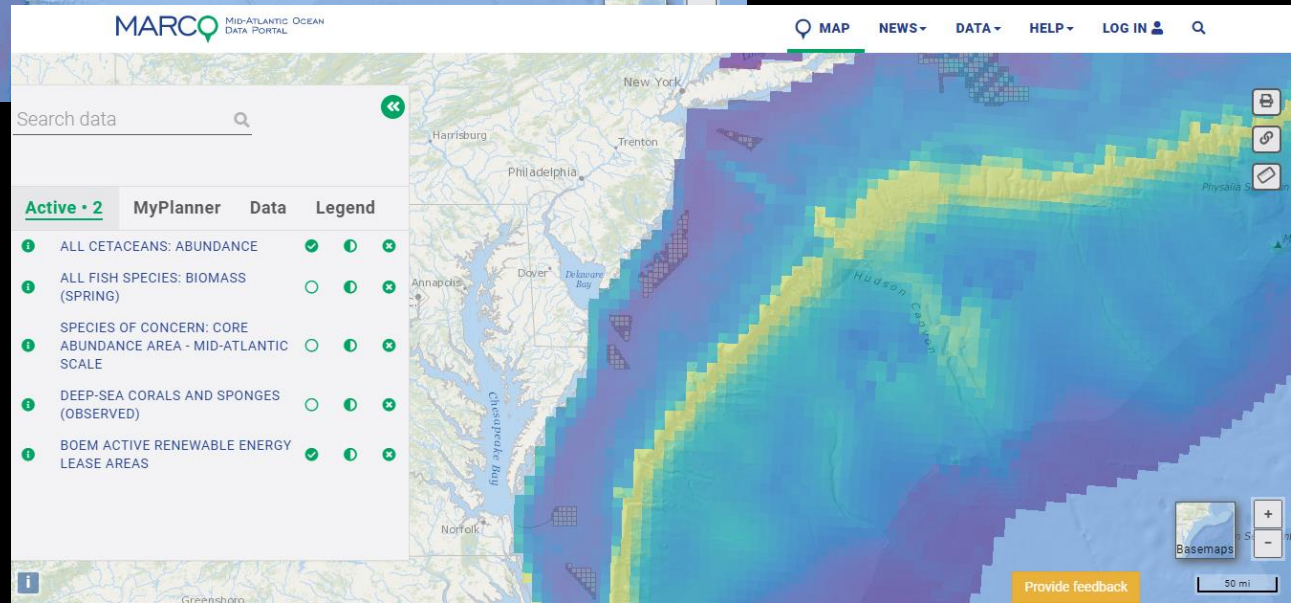 MARCO MID-ATLANTIC OCEAN
DATA PORTAL
MAP NEWS DATA HELP LOG IN
Search data
Active • 2 MyPlanner Data Legend
ALL CETACEANS: ABUNDANCE
ALL FISH SPECIES: BIOMASS
(SPRING)
SPECIES OF CONCERN: CORE
ABUNDANCE AREA - MID-ATLANTIC
SCALE
DEEP-SEA CORALS AND SPONGES
(OBSERVED)
BOEM ACTIVE RENEWABLE ENERGY
LEASE AREAS
New York
Harrisburg
Trenton
Philadelphia
Dover
Delaware
Bay
Annapolis
Chesapeake Bay
Norfolk
Greensboro
Hudson Canyon
Physalia
Basemaps
+
−
Provide feedback
50 mi